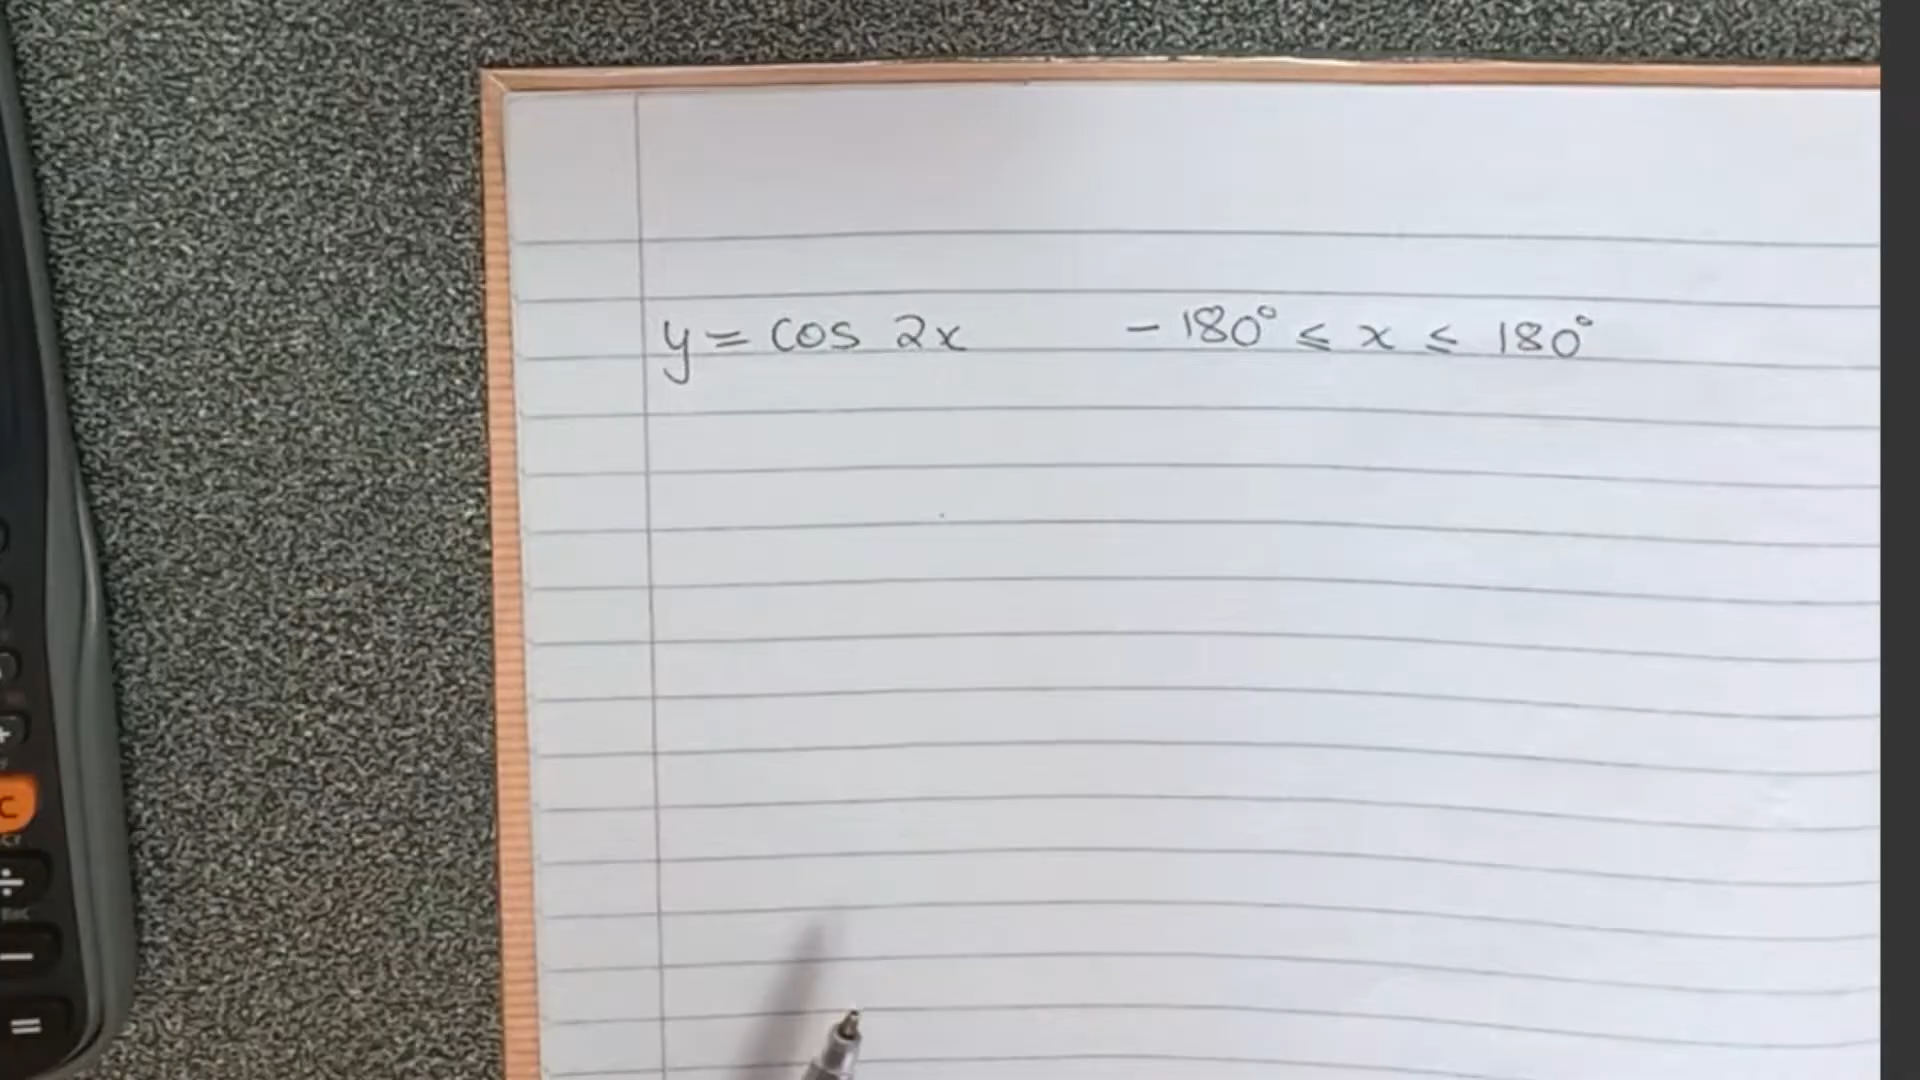 y = cos 2x -180° ≤ x ≤ 180°
C
+
÷
−
=